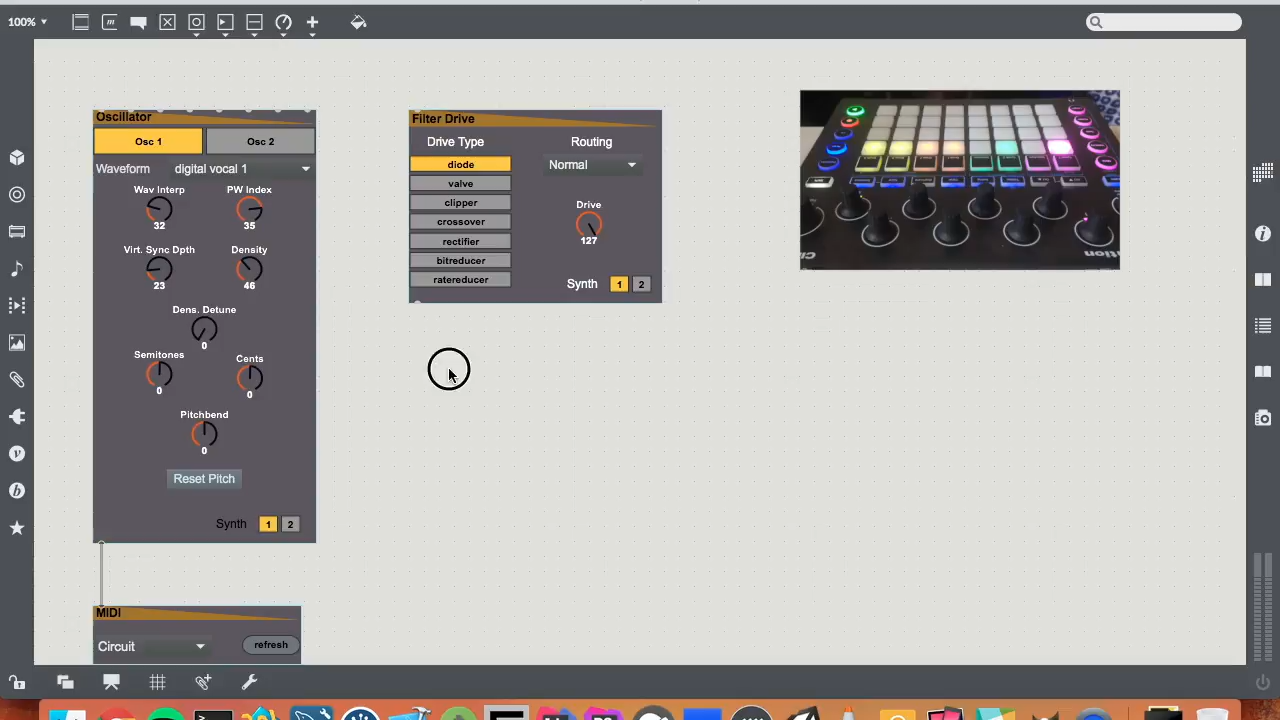 100%
m
Oscillator
Osc 1 Osc 2
Waveform digital vocal 1
Wav Interp PW Index
32 35
Virt. Sync Dpth Density
23 46
Dens. Detune
0
Semitones Cents
0 0
Pitchbend
0
Reset Pitch
Synth 1 2
MIDI
Circuit refresh
Filter Drive
Drive Type Routing
diode Normal
valve
clipper
crossover
rectifier
bitreducer
ratereducer
Drive
127
Synth 1 2